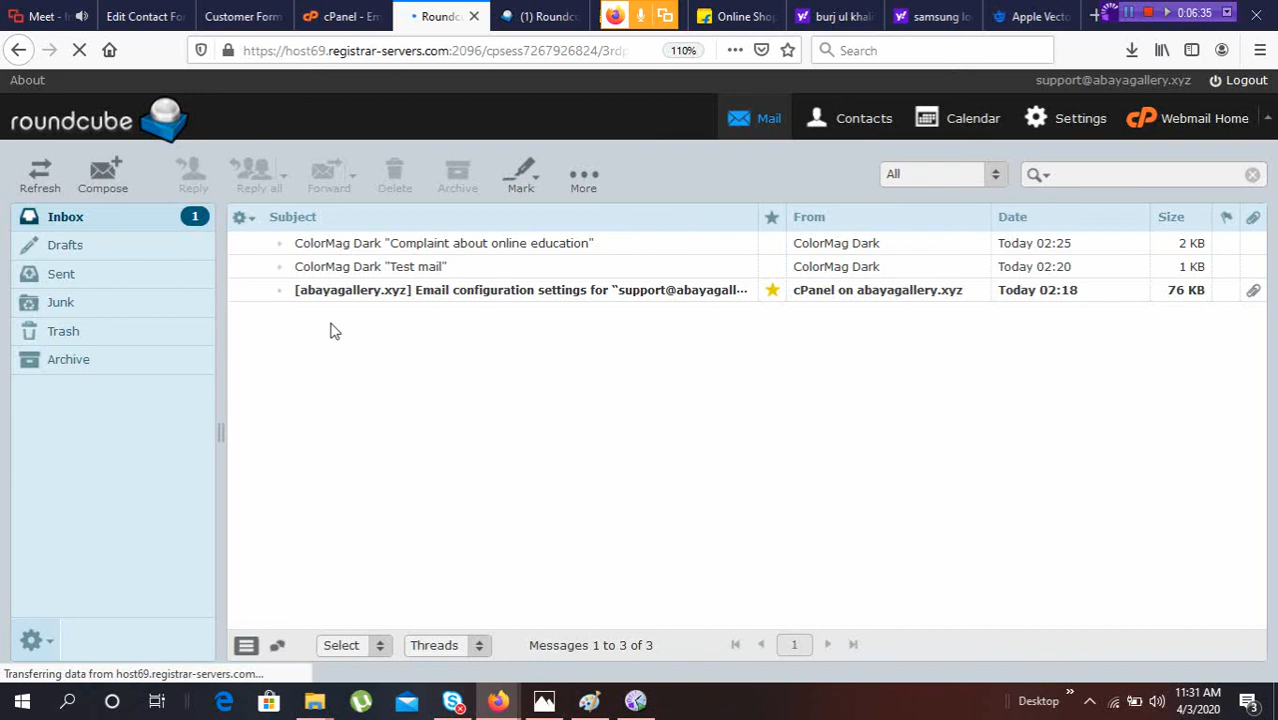 Meet -
Edit Contact Fo
Customer Form
cPanel - Em
Roundcu
(1) Roundc
Online Shop
burj ul khali
samsung lo
Apple Vecto
0:06:35
https://host69.registrar-servers.com:2096/cpsess7267926824/3rdp
110%
Search
About
support@abayagallery.xyz
Logout
roundcube
Mail
Contacts
Calendar
Settings
cP Webmail Home
Refresh
Compose
Reply
Reply all
Forward
Delete
Archive
Mark
More
All
Inbox 1
Subject From Date Size
Drafts
Sent
Junk
Trash
Archive
ColorMag Dark "Complaint about online education" ColorMag Dark Today 02:25 2 KB
ColorMag Dark "Test mail" ColorMag Dark Today 02:20 1 KB
[abayagallery.xyz] Email configuration settings for “support@abayagall... cPanel on abayagallery.xyz Today 02:18 76 KB
Select
Threads
Messages 1 to 3 of 3
1
Transferring data from host69.registrar-servers.com...
Desktop
11:31 AM
4/3/2020
3